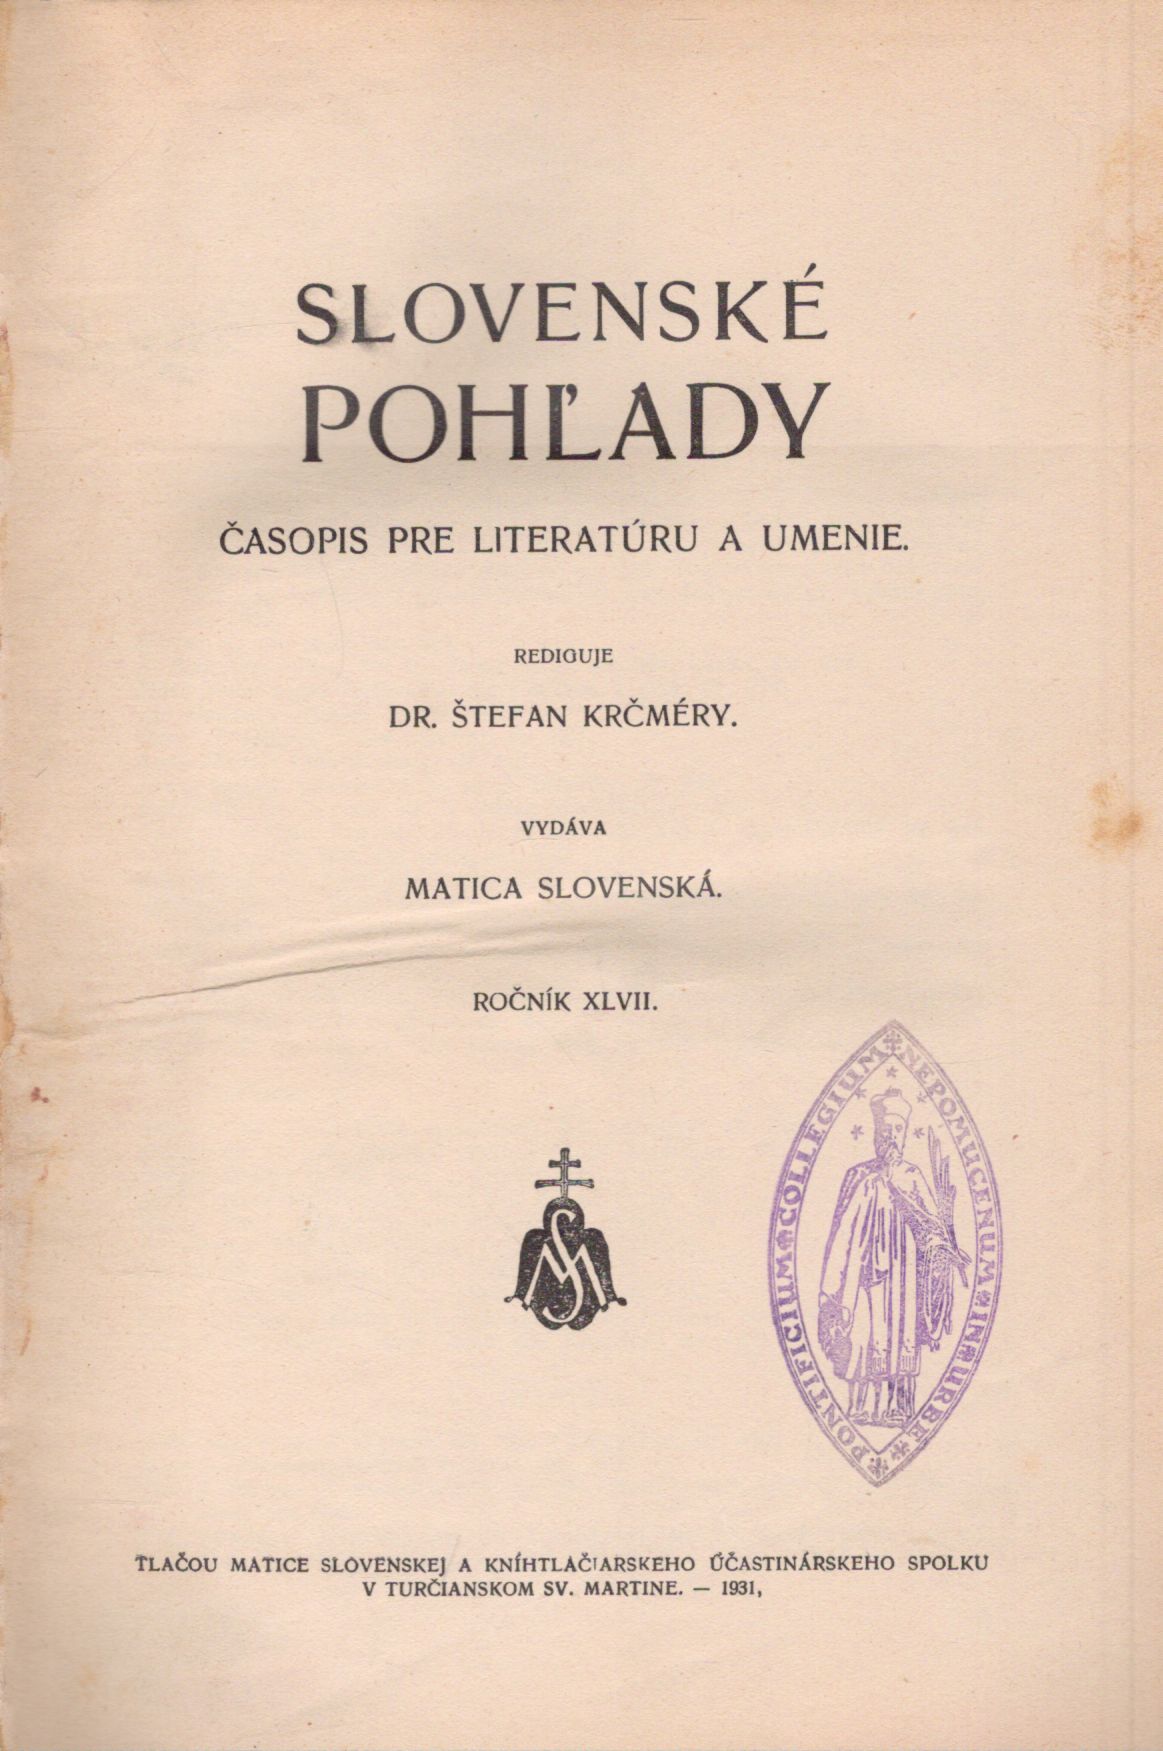 SLOVENSKÉ
POHĽADY
ČASOPIS PRE LITERATÚRU A UMENIE.
REDIGUJE
DR. ŠTEFAN KRČMÉRY.
VYDÁVA
MATICA SLOVENSKÁ.
ROČNÍK XLVII.
MS
PONTIFICIUM COLLEGIUM NEPOMUCENUM IN URBE
TLAČOU MATICE SLOVENSKEJ A KNÍHTLAČIARSKEHO ÚČASTINÁRSKEHO SPOLKU
V TURČIANSKOM SV. MARTINE. — 1931,